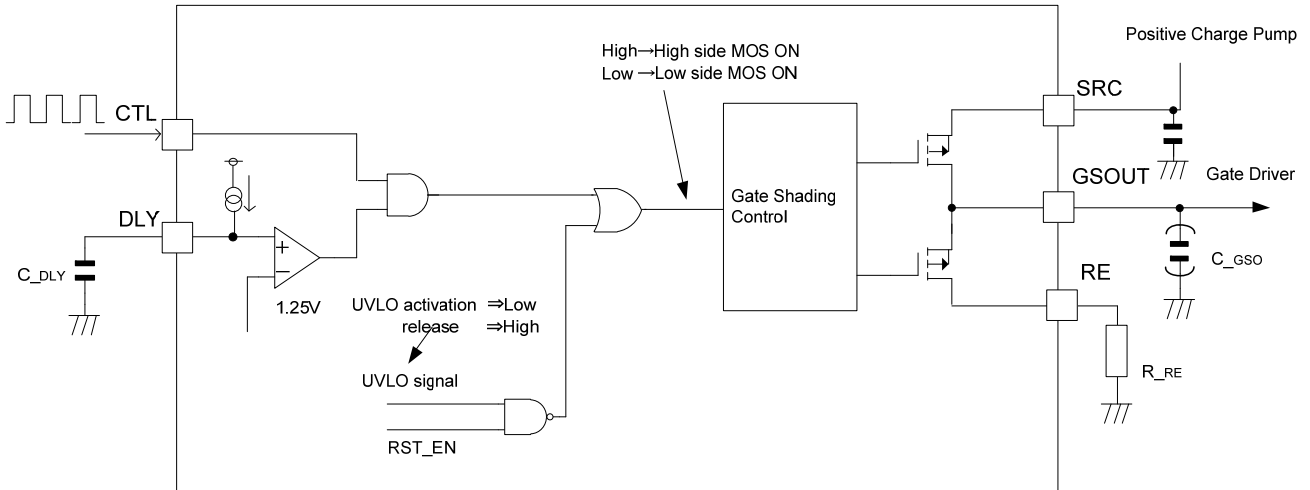 Positive Charge Pump
High→High side MOS ON
Low →Low side MOS ON
SRC
CTL
Gate Shading
Control
GSOUT
Gate Driver
DLY
+
−
C_DLY
1.25V
C_GSO
RE
UVLO activation ⇒Low
release ⇒High
UVLO signal
R_RE
RST_EN